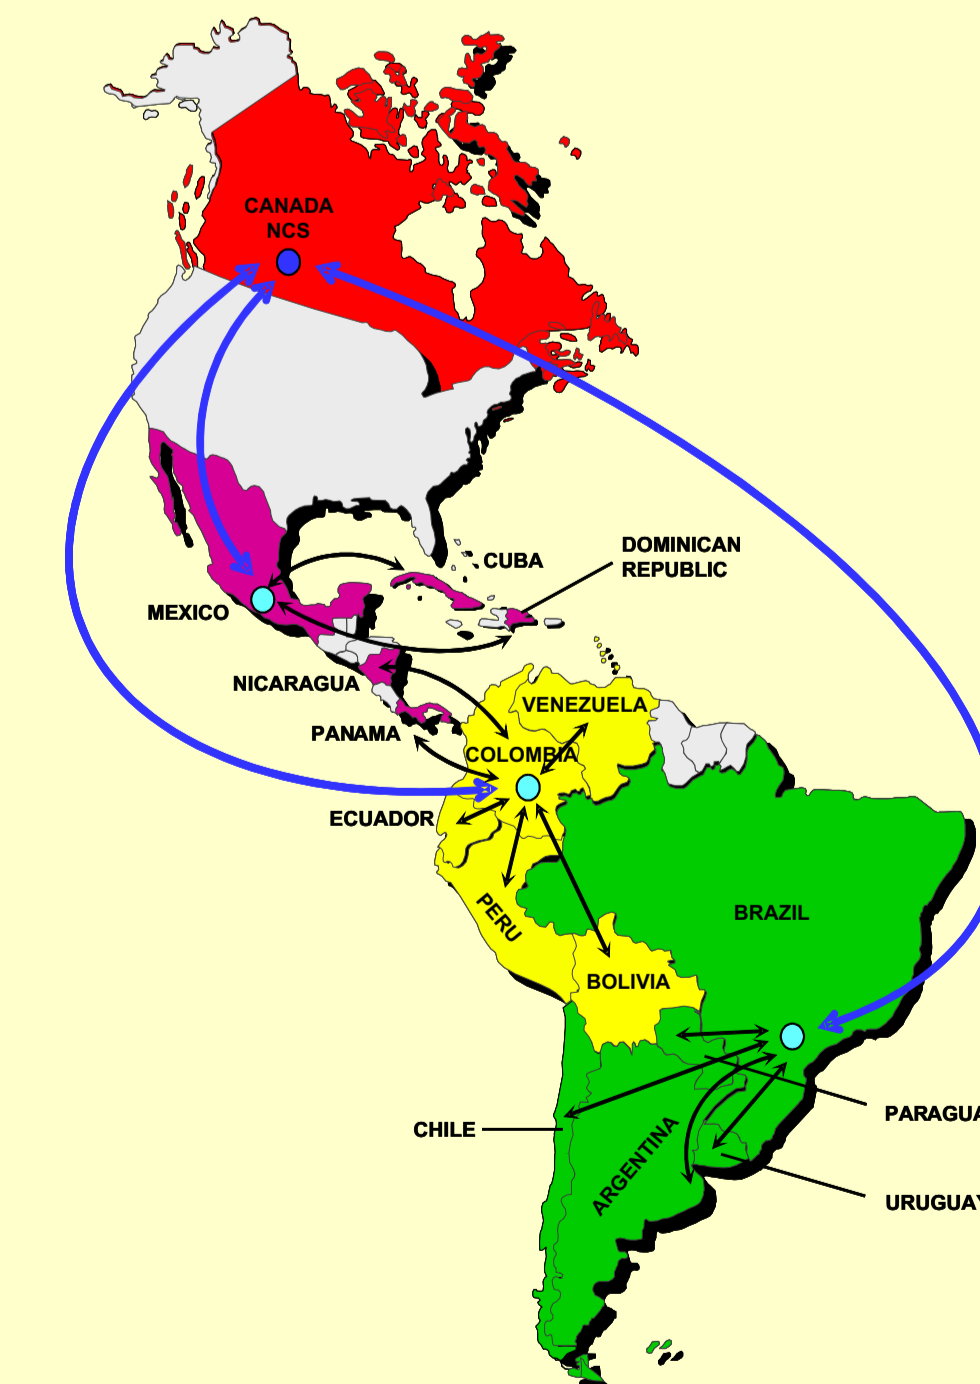 CANADA
NCS
CUBA
DOMINICAN
REPUBLIC
MEXICO
NICARAGUA
VENEZUELA
PANAMA
COLOMBIA
ECUADOR
PERU
BRAZIL
BOLIVIA
PARAGUA
CHILE
ARGENTINA
URUGUAY